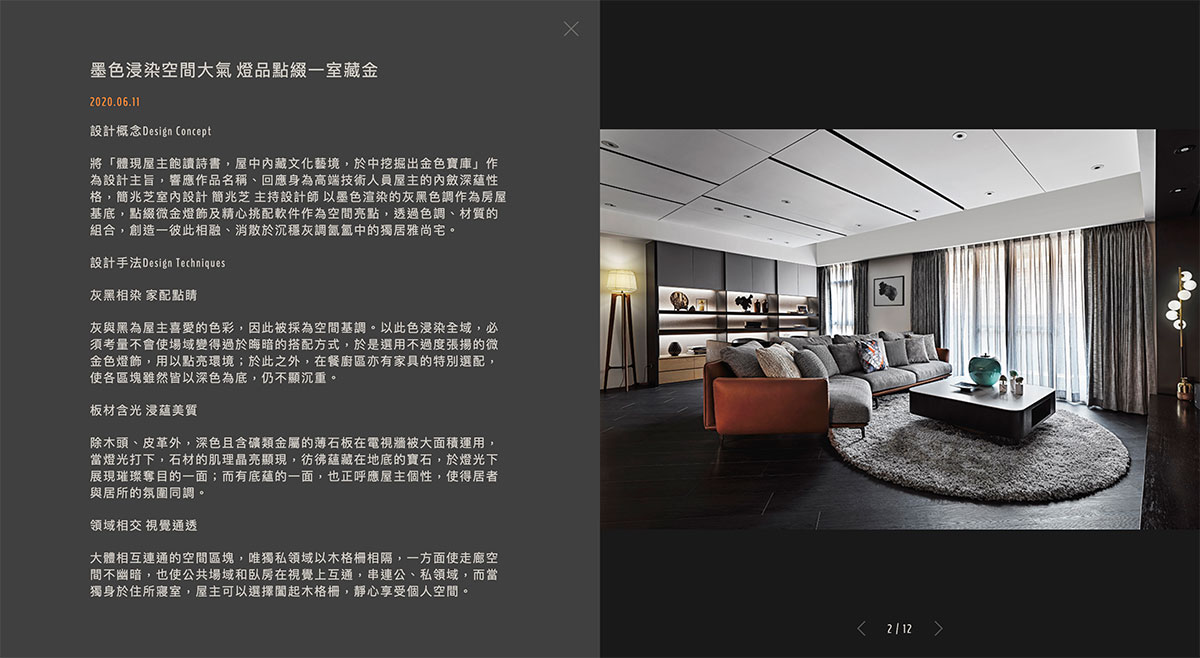 墨色浸染空間大氣 燈品點綴一室藏金
2020.06.11
設計概念Design Concept
將「體現屋主飽讀詩書，屋中內藏文化藝境，於中挖掘出金色寶庫」作
為設計主旨，響應作品名稱、回應身為高端技術人員屋主的內斂深蘊性
格，簡兆芝室內設計 簡兆芝 主持設計師 以墨色渲染的灰黑色調作為房屋
基底，點綴微金燈飾及精心挑配軟件作為空間亮點，透過色調、材質的
組合，創造一彼此相融、消散於沉穩灰調氤氳中的獨居雅尚宅。
設計手法Design Techniques
灰黑相染 家配點睛
灰與黑為屋主喜愛的色彩，因此被採為空間基調。以此色浸染全域，必
須考量不會使場域變得過於晦暗的搭配方式，於是選用不過度張揚的微
金色燈飾，用以點亮環境；於此之外，在餐廚區亦有家具的特別選配，
使各區塊雖然皆以深色為底，仍不顯沉重。
板材含光 浸蘊美質
除木頭、皮革外，深色且含礦類金屬的薄石板在電視牆被大面積運用，
當燈光打下，石材的肌理晶亮顯現，彷彿蘊藏在地底的寶石，於燈光下
展現璀璨奪目的一面；而有底蘊的一面，也正呼應屋主個性，使得居者
與居所的氛圍同調。
領域相交 視覺通透
大體相互連通的空間區塊，唯獨私領域以木格柵相隔，一方面使走廊空
間不幽暗，也使公共場域和臥房在視覺上互通，串連公、私領域，而當
獨身於住所寢室，屋主可以選擇闔起木格柵，靜心享受個人空間。
2 / 12